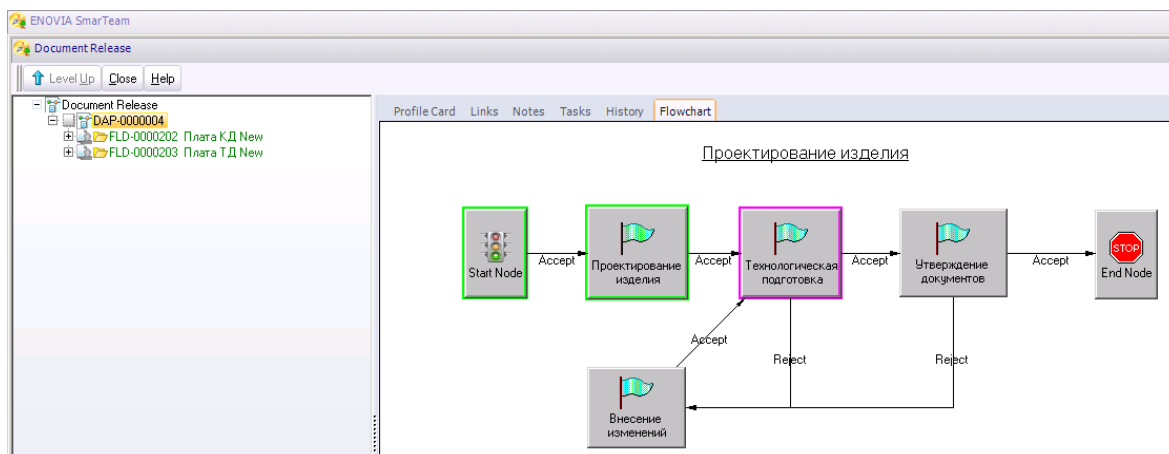 ENOVIA SmarTeam
Document Release
Level Up Close Help
Document Release
DAP-0000004
FLD-0000202 Плата КД New
FLD-0000203 Плата ТД New
Profile Card Links Notes Tasks History Flowchart
Проектирование изделия
Start Node
Accept
Проектирование
изделия
Accept
Технологическая
подготовка
Accept
Утверждение
документов
Accept
STOP
End Node
Accept
Reject
Reject
Внесение
изменений